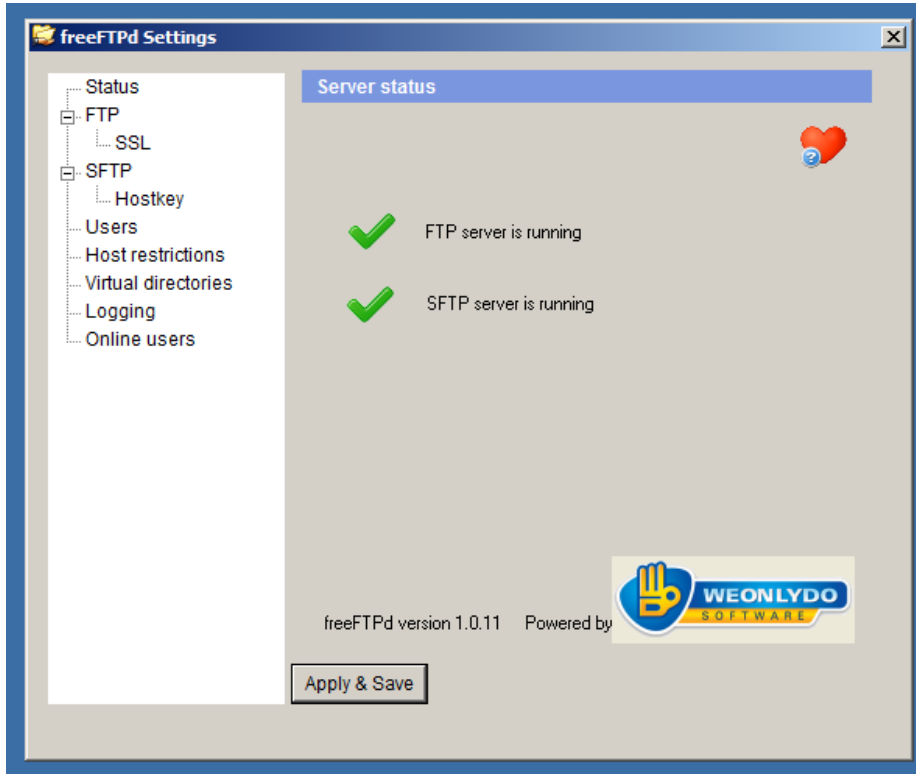 freeFTPd Settings
Status
FTP
SSL
SFTP
Hostkey
Users
Host restrictions
Virtual directories
Logging
Online users
Server status
?
FTP server is running
SFTP server is running
freeFTPd version 1.0.11 Powered by
WEONLYDO
SOFTWARE
Apply & Save